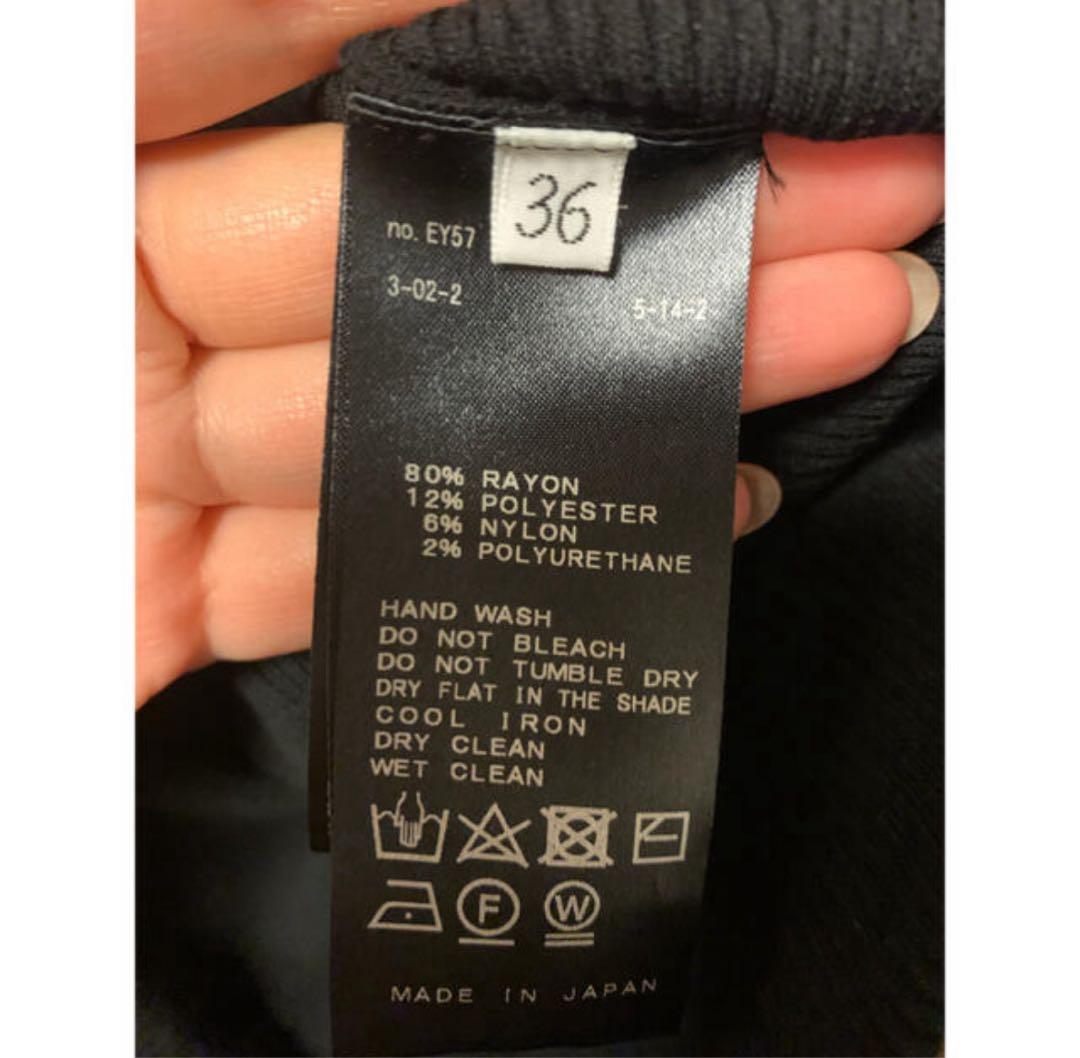 36
no. EY57
3-02-2
5-14-2
80% RAYON
12% POLYESTER
6% NYLON
2% POLYURETHANE
HAND WASH
DO NOT BLEACH
DO NOT TUMBLE DRY
DRY FLAT IN THE SHADE
COOL IRON
DRY CLEAN
WET CLEAN
F W
MADE IN JAPAN